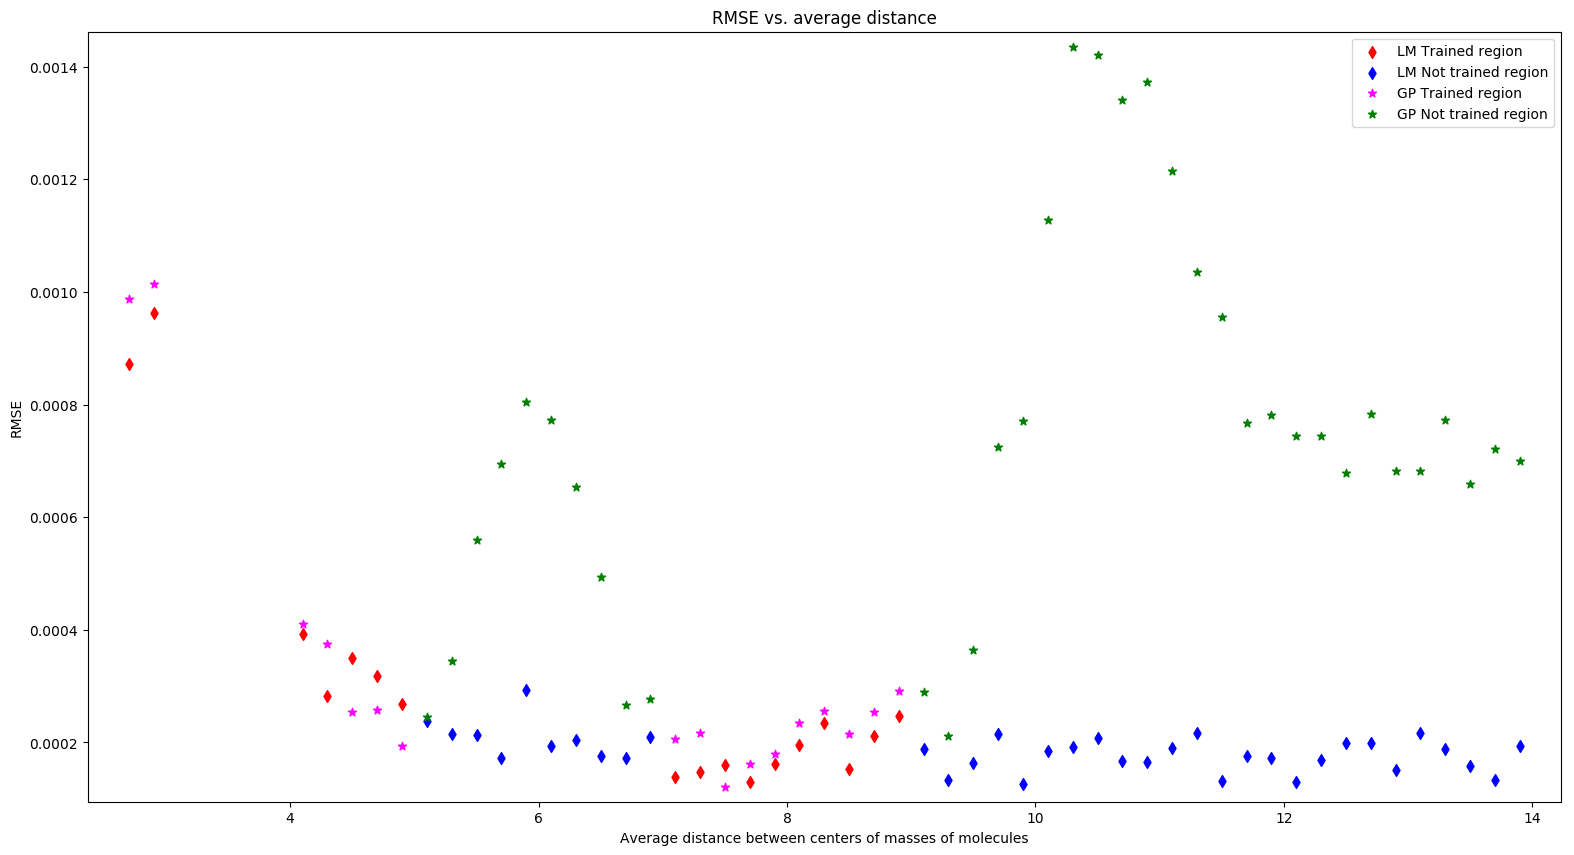 RMSE vs. average distance
LM Trained region
LM Not trained region
GP Trained region
GP Not trained region
RMSE
0.0014
0.0012
0.0010
0.0008
0.0006
0.0004
0.0002
4
6
8
10
12
14
Average distance between centers of masses of molecules